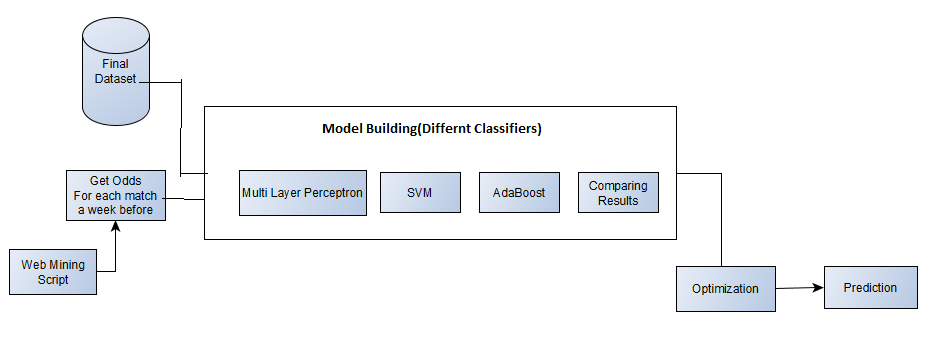 Final
Dataset
Model Building(Differnt Classifiers)
Get Odds
For each match
a week before
Multi Layer Perceptron
SVM
AdaBoost
Comparing
Results
Web Mining
Script
Optimization
Prediction